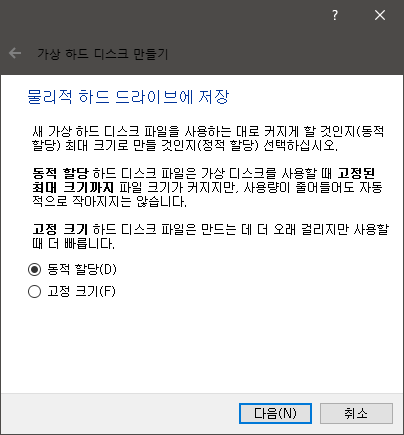 ?
가상 하드 디스크 만들기
물리적 하드 드라이브에 저장
새 가상 하드 디스크 파일을 사용하는 대로 커지게 할 것인지(동적
할당) 최대 크기로 만들 것인지(정적 할당) 선택하십시오.
동적 할당 하드 디스크 파일은 가상 디스크를 사용할 때 고정된
최대 크기까지 파일 크기가 커지지만, 사용량이 줄어들어도 자동
적으로 작아지지는 않습니다.
고정 크기 하드 디스크 파일은 만드는 데 더 오래 걸리지만 사용할
때 더 빠릅니다.
동적 할당(D)
고정 크기(F)
다음(N)
취소